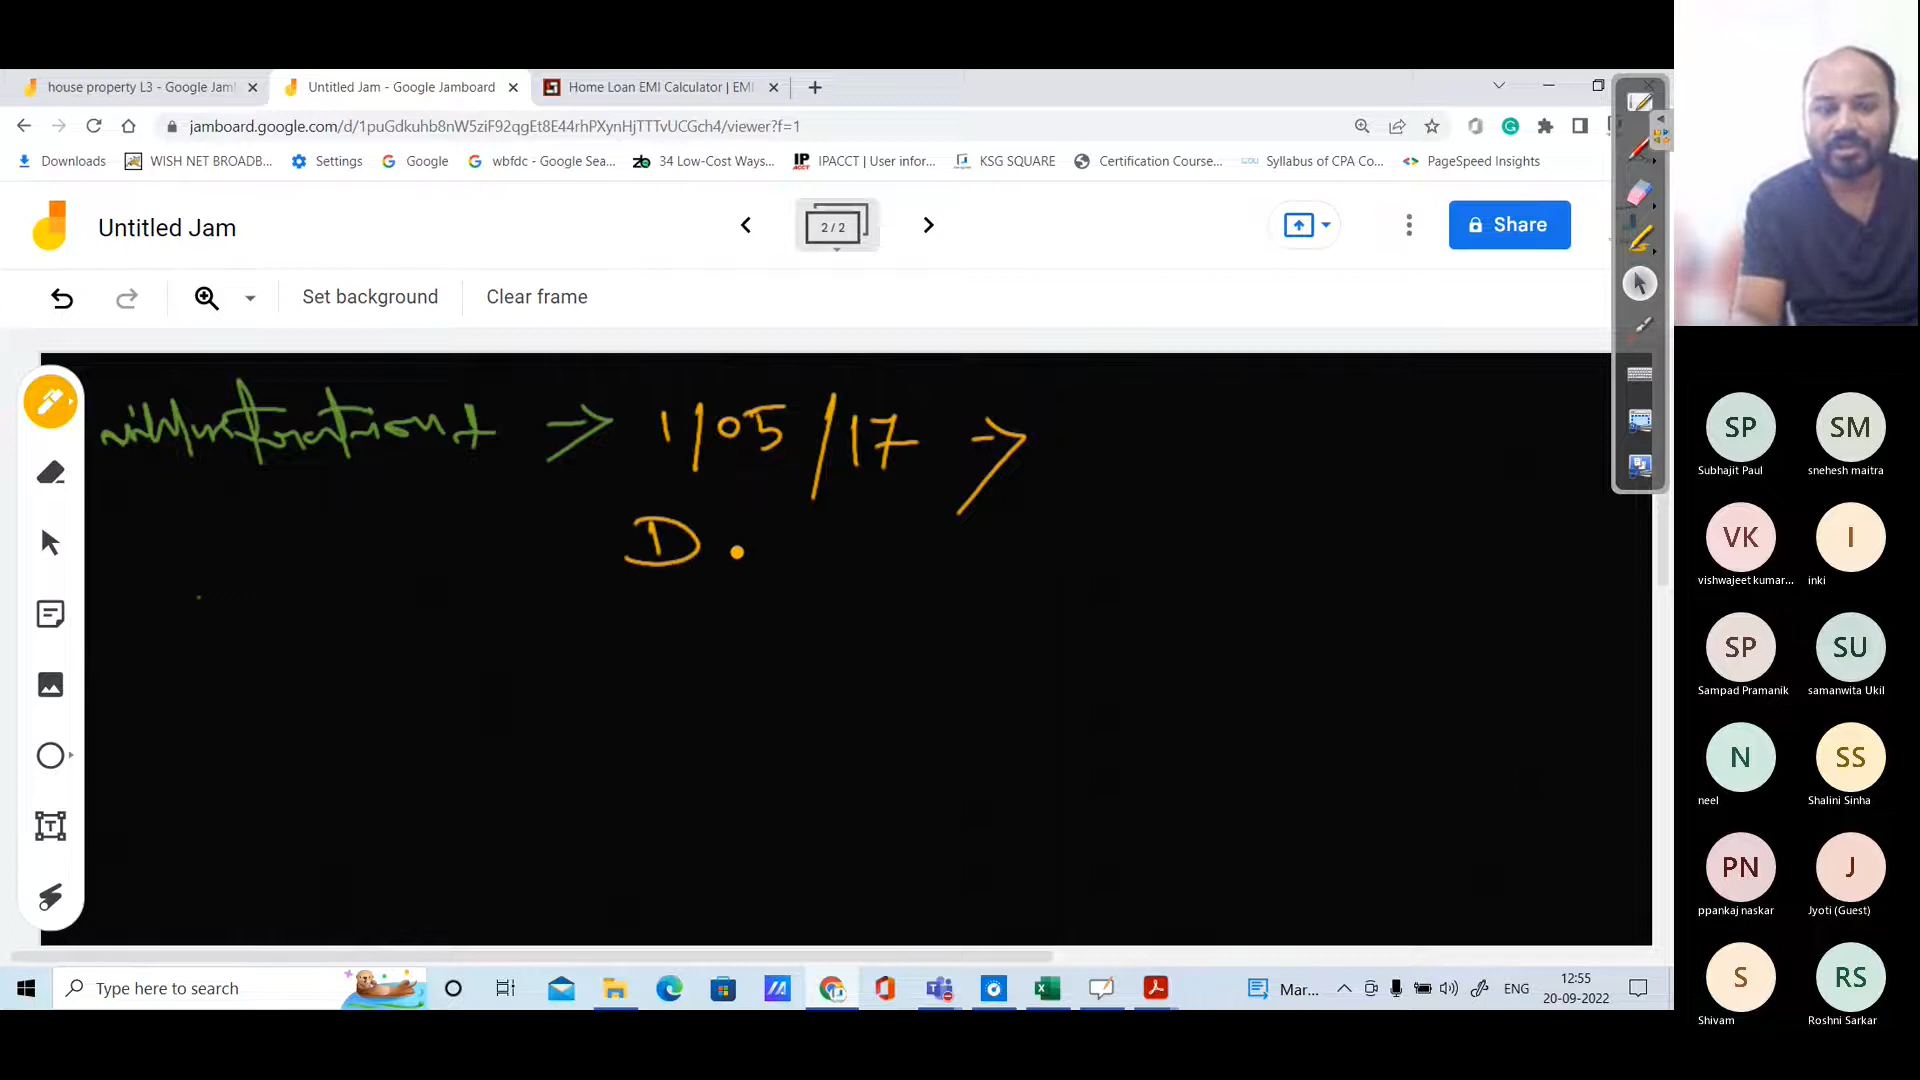 house property L3 - Google Jam
Untitled Jam - Google Jamboard
Home Loan EMI Calculator | EMI
jamboard.google.com/d/1puGdkuhb8nW5ziF92qgEt8E44rhPXynHjTTTvUCGch4/viewer?f=1
Downloads
WISH NET BROADB...
Settings
Google
wbfdc - Google Sea...
34 Low-Cost Ways...
IPACCT | User infor...
KSG SQUARE
Certification Course...
Syllabus of CPA Co...
PageSpeed Insights
Untitled Jam
2 / 2
Share
Set background
Clear frame
1/05/17 →
D .
SP
SM
Subhajit Paul
snehesh maitra
VK
I
vishwajeet kumar...
inki
SP
SU
Sampad Pramanik
samanwita Ukil
N
SS
neel
Shalini Sinha
PN
J
ppankaj naskar
Jyoti (Guest)
S
RS
Shivam
Roshni Sarkar
Type here to search
Mar...
ENG
12:55
20-09-2022